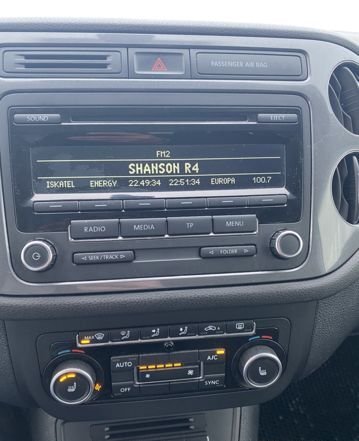 PASSENGER AIR BAG
SOUND
EJECT
FM2
SHANSON R4
ISKATEL ENERGY 22.49:34 22:51:34 EUROPA 100.7
RADIO MEDIA TP MENU
SEEK / TRACK
FOLDER
MAX
AUTO
A/C
OFF
SYNC